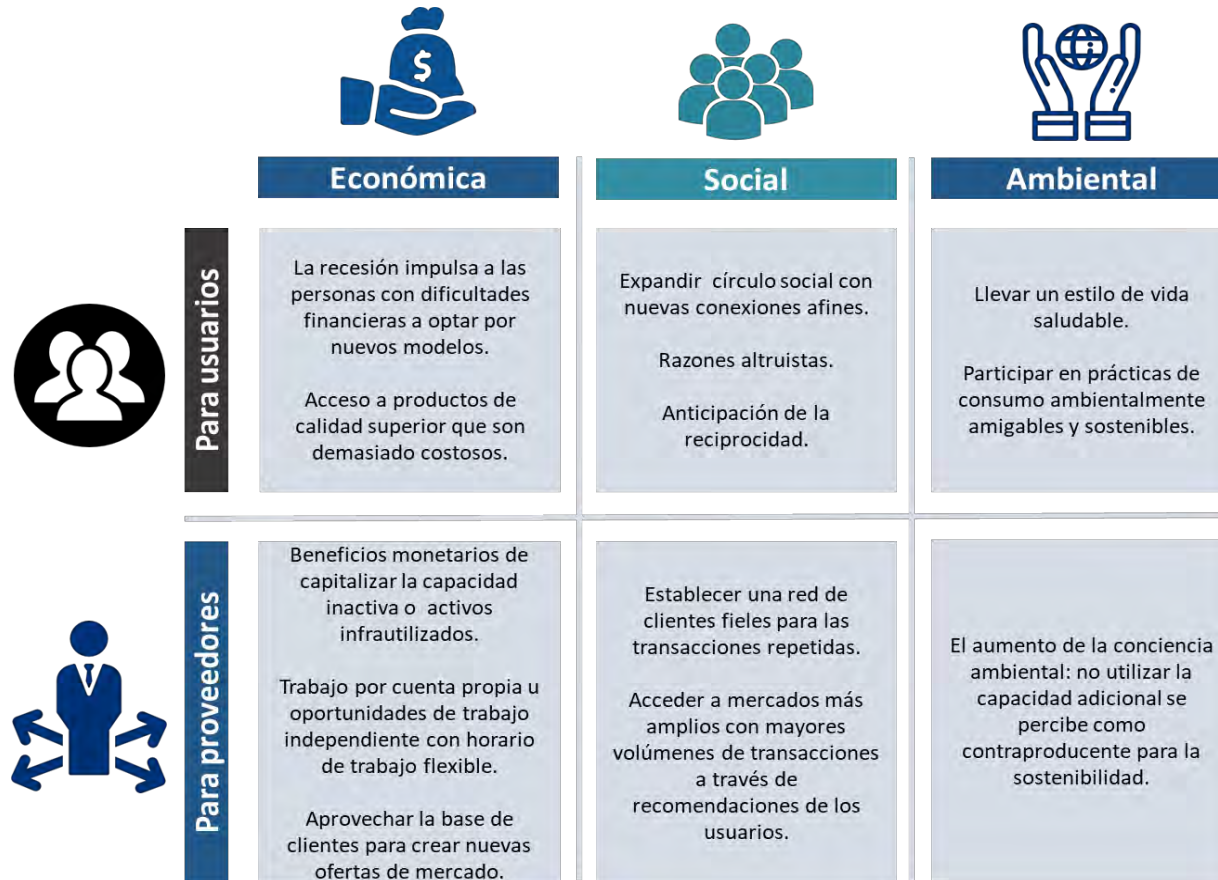 $
Económica
Social
Ambiental
Para usuarios
La recesión impulsa a las
personas con dificultades
financieras a optar por
nuevos modelos.
Acceso a productos de
calidad superior que son
demasiado costosos.
Expandir círculo social con
nuevas conexiones afines.
Razones altruistas.
Anticipación de la
reciprocidad.
Llevar un estilo de vida
saludable.
Participar en prácticas de
consumo ambientalmente
amigables y sostenibles.
Para proveedores
Beneficios monetarios de
capitalizar la capacidad
inactiva o activos
infrautilizados.
Trabajo por cuenta propia u
oportunidades de trabajo
independiente con horario
de trabajo flexible.
Aprovechar la base de
clientes para crear nuevas
ofertas de mercado.
Establecer una red de
clientes fieles para las
transacciones repetidas.
Acceder a mercados más
amplios con mayores
volúmenes de transacciones
a través de
recomendaciones de los
usuarios.
El aumento de la conciencia
ambiental: no utilizar la
capacidad adicional se
percibe como
contraproducente para la
sostenibilidad.